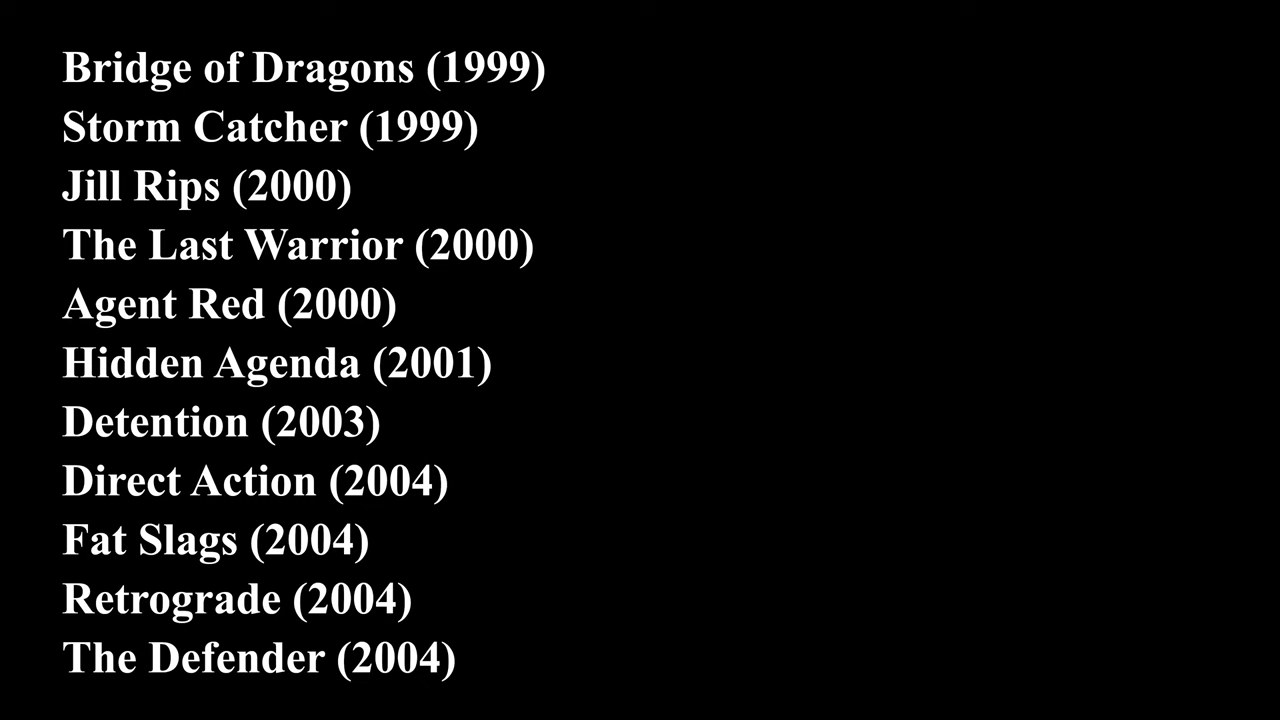 Bridge of Dragons (1999)
Storm Catcher (1999)
Jill Rips (2000)
The Last Warrior (2000)
Agent Red (2000)
Hidden Agenda (2001)
Detention (2003)
Direct Action (2004)
Fat Slags (2004)
Retrograde (2004)
The Defender (2004)